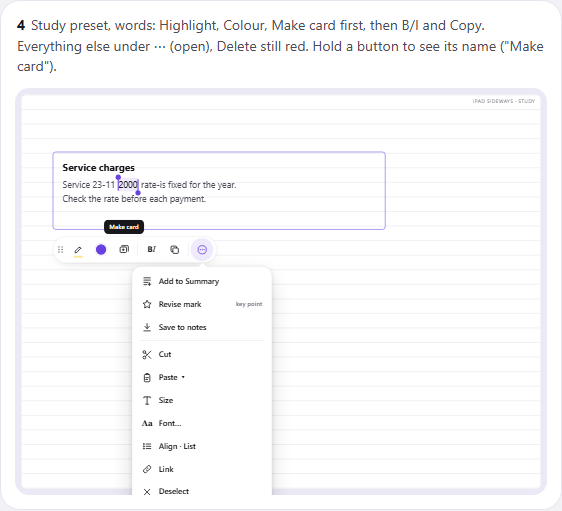 4 Study preset, words: Highlight, Colour, Make card first, then B/I and Copy.
Everything else under ··· (open), Delete still red. Hold a button to see its name ("Make
card").
iPAD SIDEWAYS · STUDY
Service charges
Service 23-11 2000 rate-is fixed for the year.
Check the rate before each payment.
Make card
BI
Add to Summary
Revise mark key point
Save to notes
Cut
Paste
Size
Aa Font...
Align · List
Link
Deselect